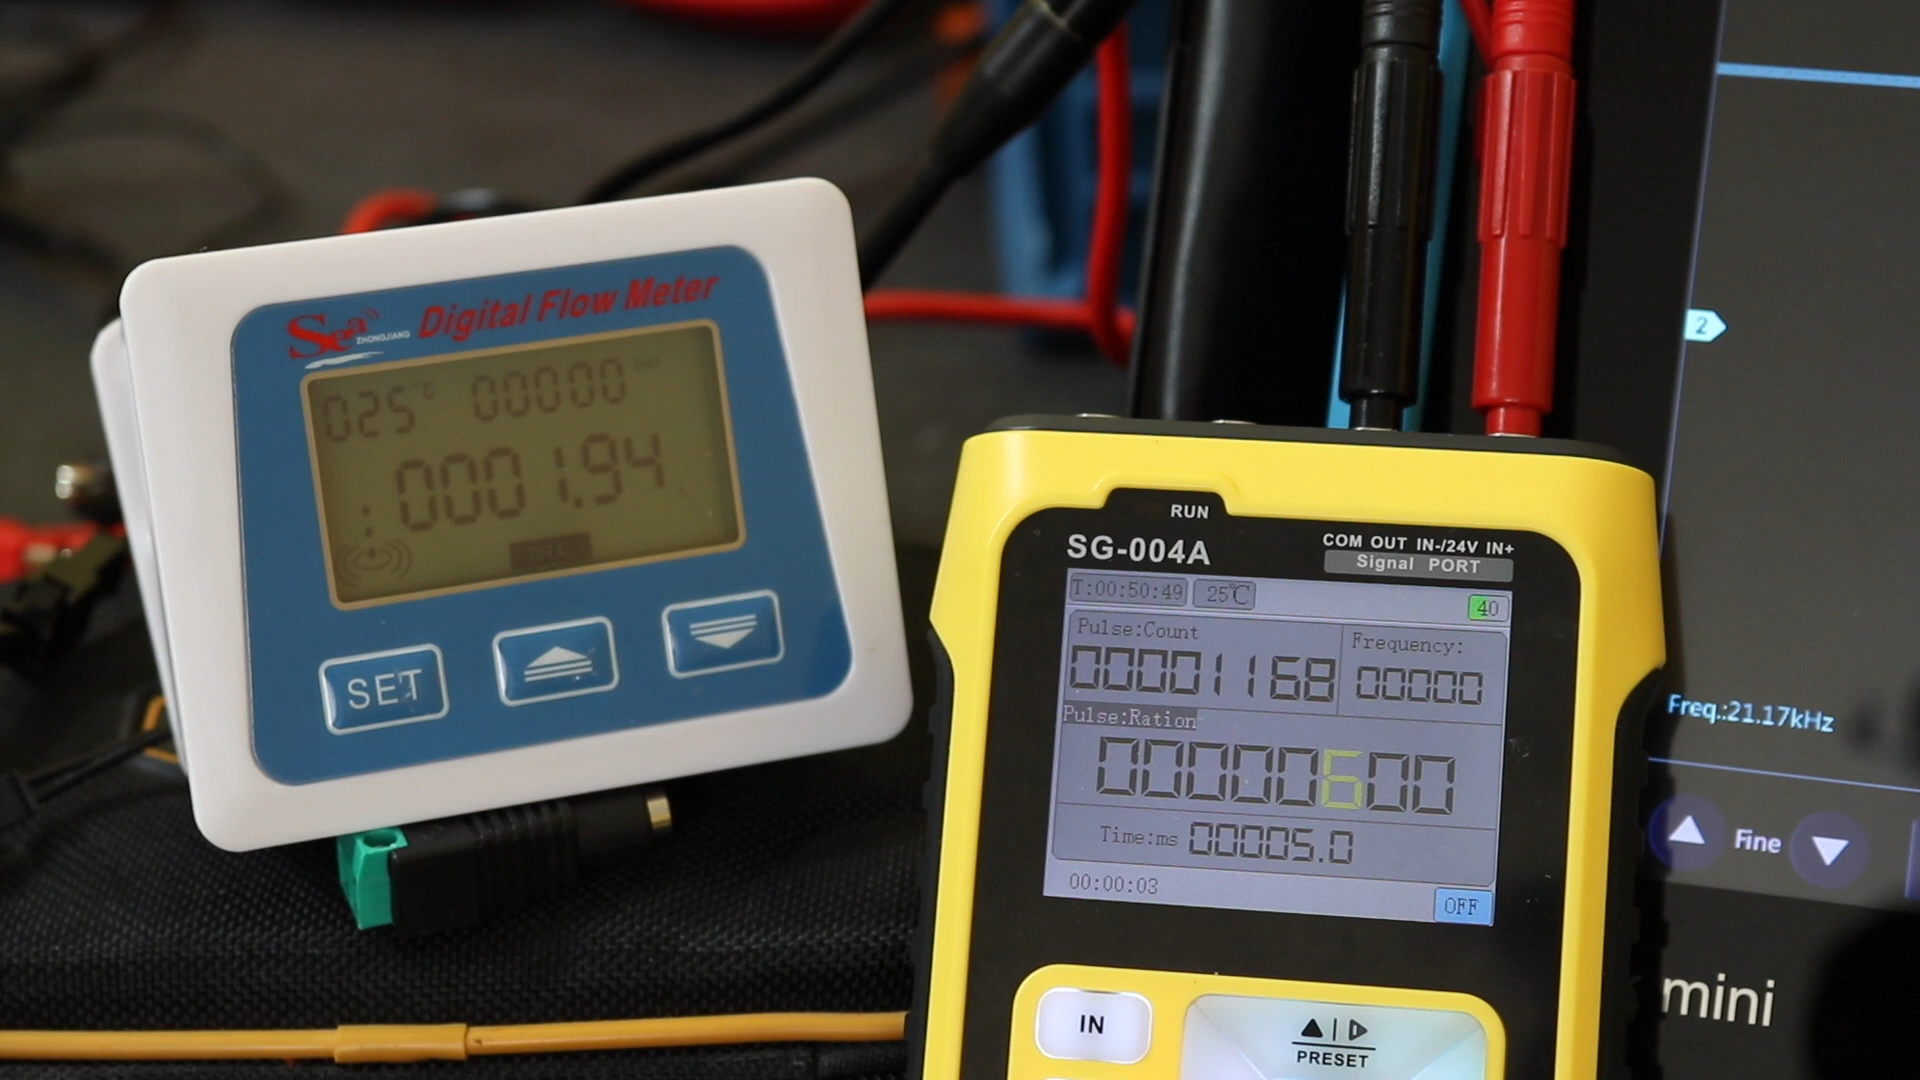 Sea
ZHONGJIANG
Digital Flow Meter
025 °C 00000
: 0001.94
TOTAL
SET
RUN
SG-004A
COM OUT IN-/24V IN+
Signal PORT
T:00:50:49 25℃ 40
Pulse:Count
00001168
Frequency:
00000
Pulse:Ration
00000500
Time:ms 00005.0
00:00:03 OFF
IN
PRESET
2
Freq.:21.17kHz
Fine
mini